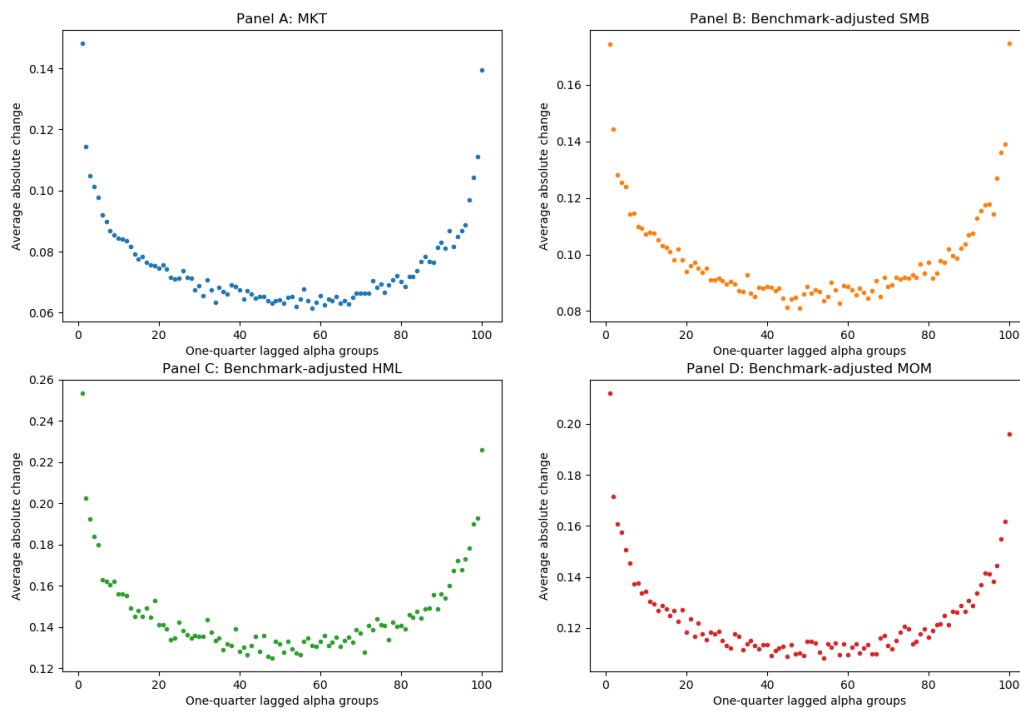 Panel A: MKT
Average absolute change
0.14
0.12
0.10
0.08
0.06
0 20 40 60 80 100
One-quarter lagged alpha groups
Panel B: Benchmark-adjusted SMB
Average absolute change
0.16
0.14
0.12
0.10
0.08
0 20 40 60 80 100
One-quarter lagged alpha groups
Panel C: Benchmark-adjusted HML
Average absolute change
0.26
0.24
0.22
0.20
0.18
0.16
0.14
0.12
0 20 40 60 80 100
One-quarter lagged alpha groups
Panel D: Benchmark-adjusted MOM
Average absolute change
0.20
0.18
0.16
0.14
0.12
0 20 40 60 80 100
One-quarter lagged alpha groups